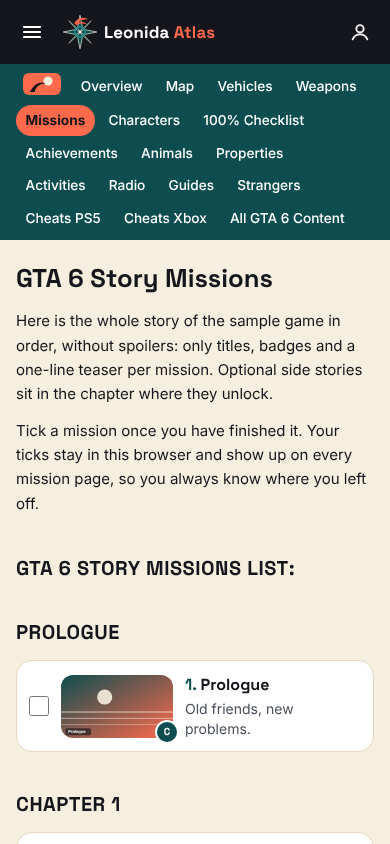 Leonida Atlas
Overview Map Vehicles Weapons
Missions Characters 100% Checklist
Achievements Animals Properties
Activities Radio Guides Strangers
Cheats PS5 Cheats Xbox All GTA 6 Content
GTA 6 Story Missions
Here is the whole story of the sample game in
order, without spoilers: only titles, badges and a
one-line teaser per mission. Optional side stories
sit in the chapter where they unlock.
Tick a mission once you have finished it. Your
ticks stay in this browser and show up on every
mission page, so you always know where you left
off.
GTA 6 STORY MISSIONS LIST:
PROLOGUE
1. Prologue
Old friends, new
problems.
Prologue
C
CHAPTER 1